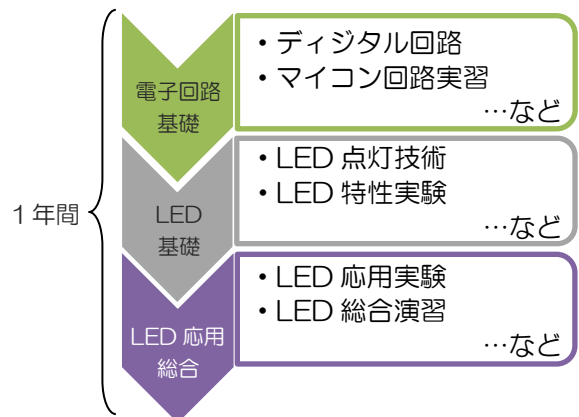 1年間
電子回路
基礎
・ディジタル回路
・マイコン回路実習
…など
LED
基礎
・LED 点灯技術
・LED 特性実験
…など
LED 応用
総合
・LED 応用実験
・LED 総合演習
…など